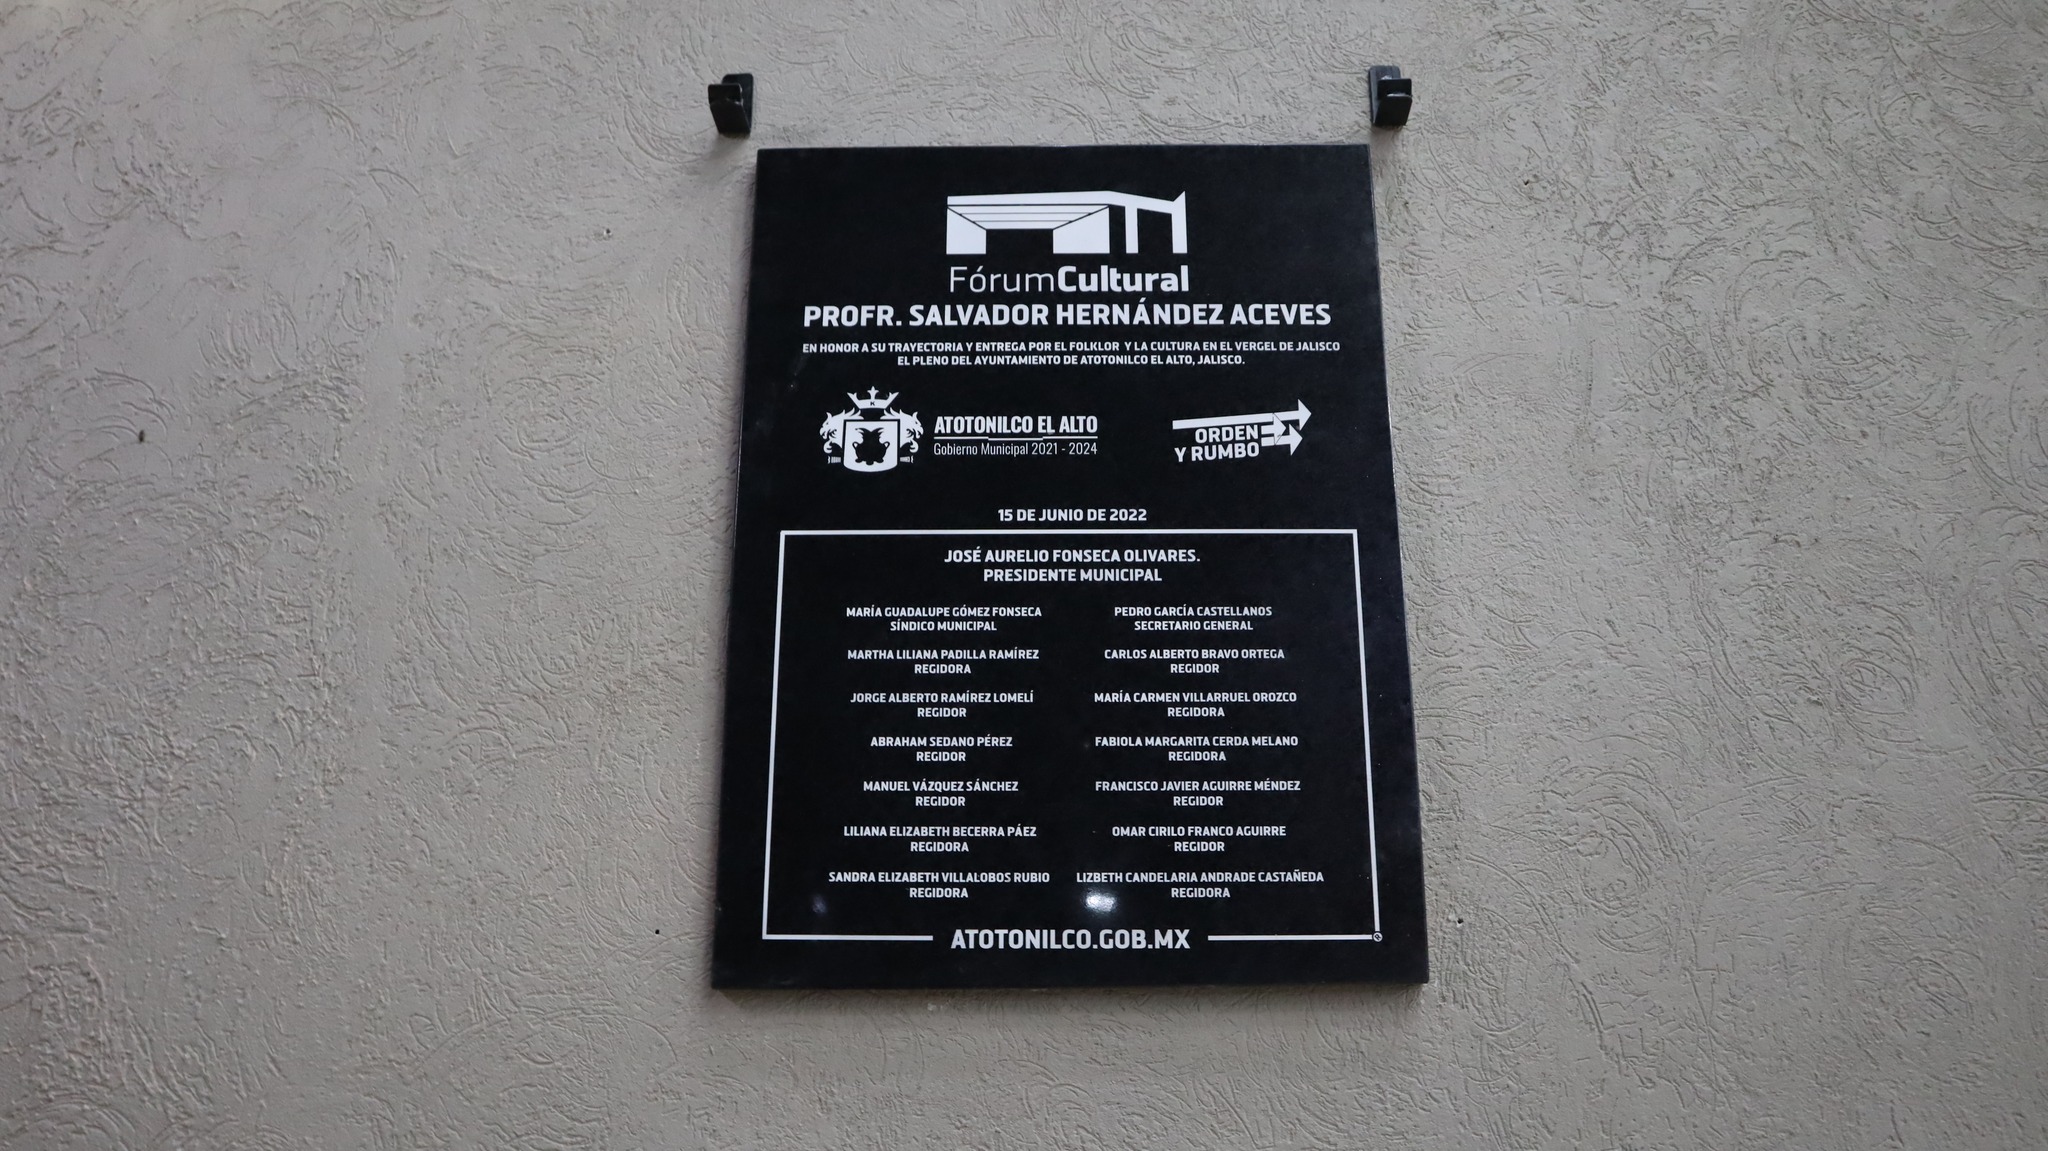 FórumCultural
PROFR. SALVADOR HERNÁNDEZ ACEVES
EN HONOR A SU TRAYECTORIA Y ENTREGA POR EL FOLKLOR Y LA CULTURA EN EL VERGEL DE JALISCO
EL PLENO DEL AYUNTAMIENTO DE ATOTONILCO EL ALTO, JALISCO.
ATOTONILCO EL ALTO
Gobierno Municipal 2021 - 2024
ORDEN
Y RUMBO
15 DE JUNIO DE 2022
JOSÉ AURELIO FONSECA OLIVARES.
PRESIDENTE MUNICIPAL
MARÍA GUADALUPE GÓMEZ FONSECA
SÍNDICO MUNICIPAL
PEDRO GARCÍA CASTELLANOS
SECRETARIO GENERAL
MARTHA LILIANA PADILLA RAMÍREZ
REGIDORA
CARLOS ALBERTO BRAVO ORTEGA
REGIDOR
JORGE ALBERTO RAMÍREZ LOMELÍ
REGIDOR
MARÍA CARMEN VILLARRUEL OROZCO
REGIDORA
ABRAHAM SEDANO PÉREZ
REGIDOR
FABIOLA MARGARITA CERDA MELANO
REGIDORA
MANUEL VÁZQUEZ SÁNCHEZ
REGIDOR
FRANCISCO JAVIER AGUIRRE MÉNDEZ
REGIDOR
LILIANA ELIZABETH BECERRA PÁEZ
REGIDORA
OMAR CIRILO FRANCO AGUIRRE
REGIDOR
SANDRA ELIZABETH VILLALOBOS RUBIO
REGIDORA
LIZBETH CANDELARIA ANDRADE CASTAÑEDA
REGIDORA
ATOTONILCO.GOB.MX